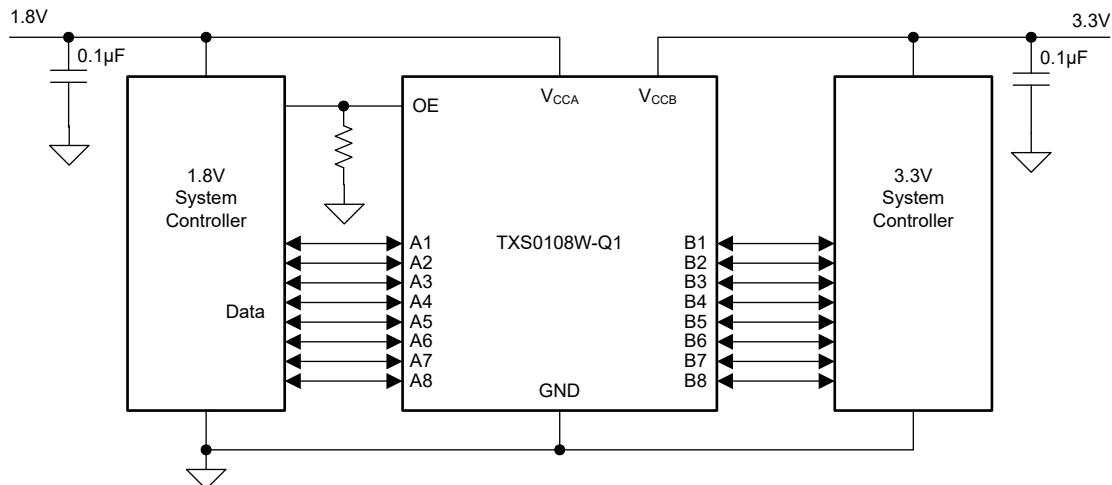 1.8V
3.3V
0.1µF
0.1µF
OE
VCCA
VCCB
1.8V
System
Controller
3.3V
System
Controller
TXS0108W-Q1
Data
A1
A2
A3
A4
A5
A6
A7
A8
B1
B2
B3
B4
B5
B6
B7
B8
GND